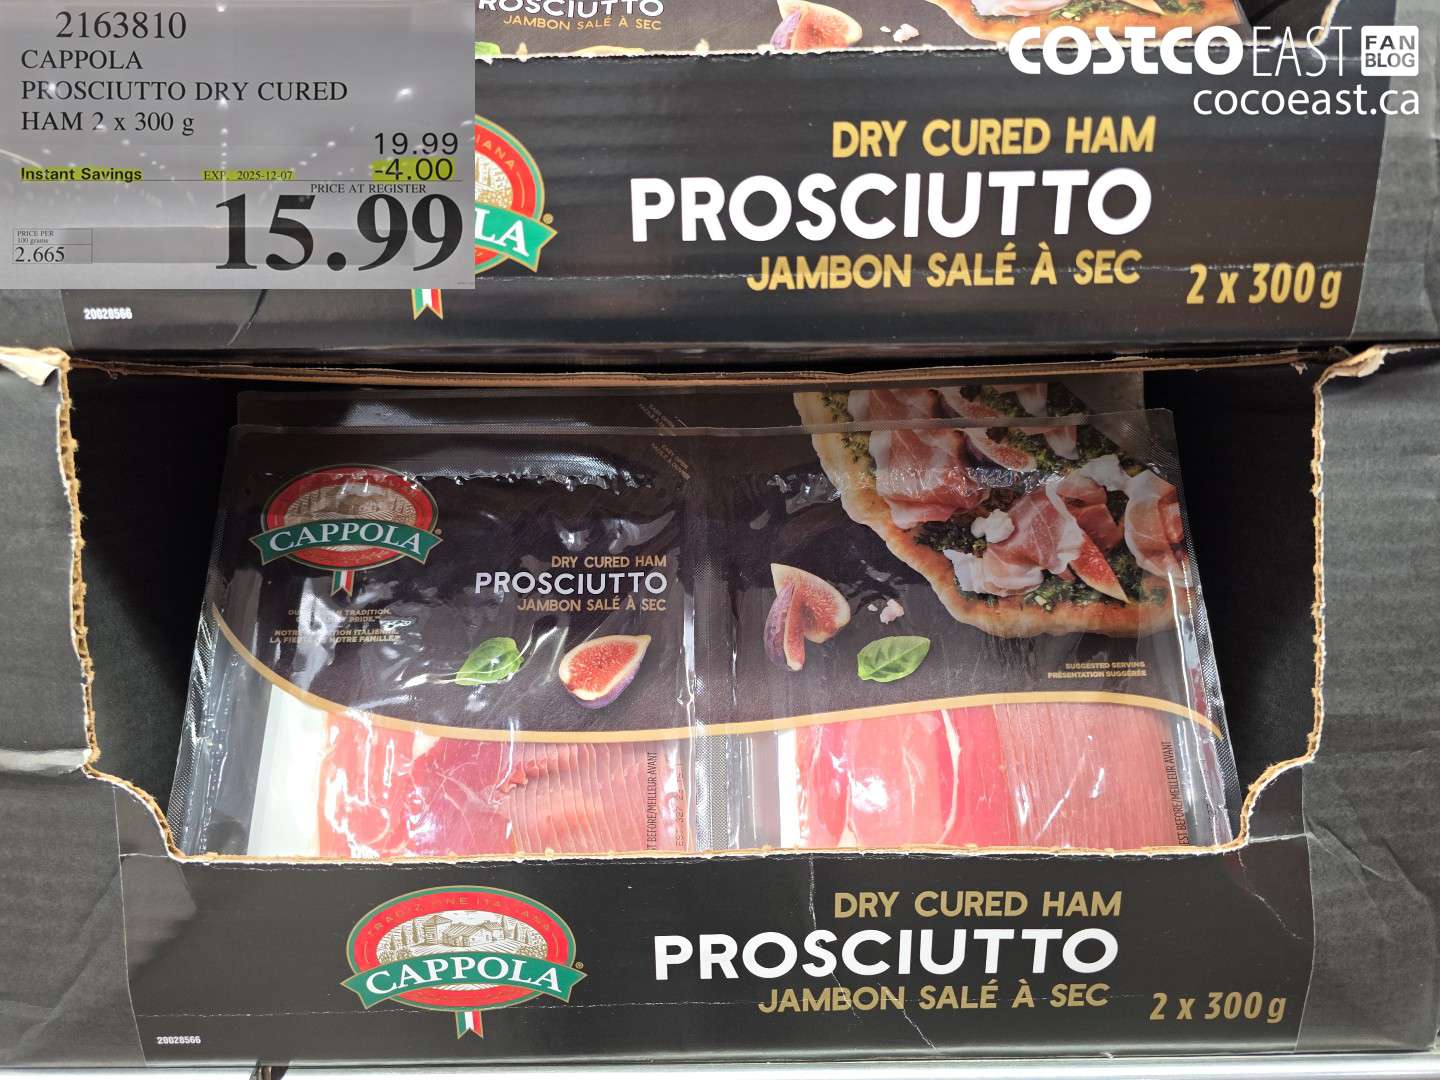 2163810
CAPPOLA
PROSCIUTTO DRY CURED
HAM 2 x 300 g
19.99
Instant Savings EXP. 2025-12-07 -4.00
PRICE AT REGISTER
15.99
PRICE PER
100 grams
2.665
PROSCIUTTO
JAMBON SALÉ À SEC
COSTCO EAST FAN BLOG
cocoeast.ca
DRY CURED HAM
PROSCIUTTO
JAMBON SALÉ À SEC
2 x 300 g
20028566
CAPPOLA
DRY CURED HAM
PROSCIUTTO
JAMBON SALÉ À SEC
SUGGESTED SERVING
PRÉSENTATION SUGGÉRÉE
TRADIZIONE ITALIANA
CAPPOLA
DRY CURED HAM
PROSCIUTTO
JAMBON SALÉ À SEC
2 x 300 g
20028566